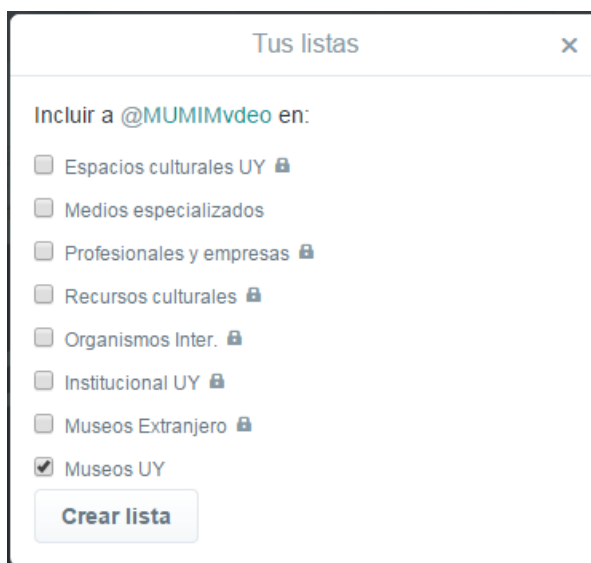 Tus listas ×
Incluir a @MUMIMvdeo en:
Espacios culturales UY
Medios especializados
Profesionales y empresas
Recursos culturales
Organismos Inter.
Institucional UY
Museos Extranjero
Museos UY
Crear lista